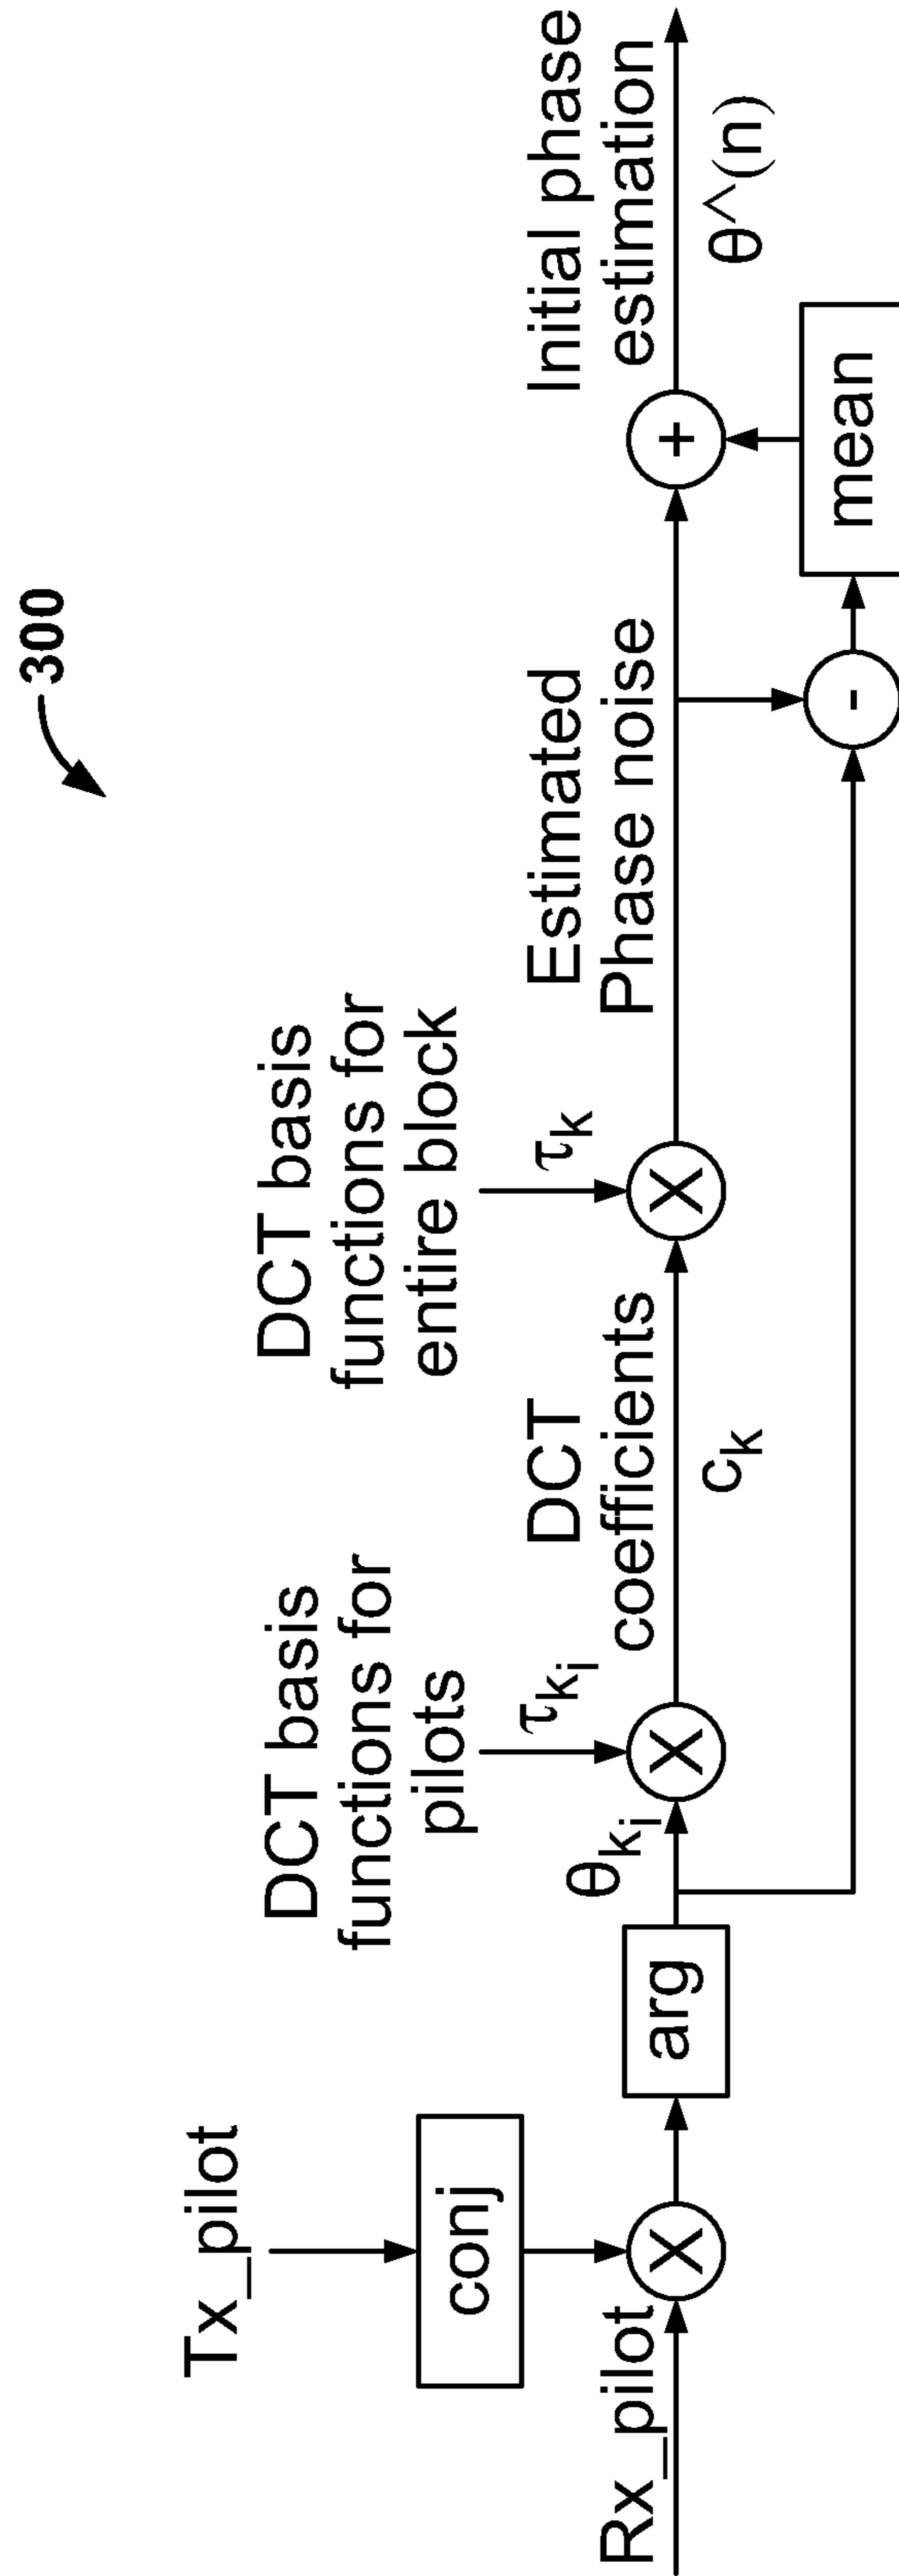 300
Tx_pilot
conj
Rx_pilot
X
arg
θkᵢ
DCT basis
functions for
pilots
τkᵢ
X
DCT
coefficients
cₖ
DCT basis
functions for
entire block
τₖ
X
Estimated
Phase noise
-
mean
+
Initial phase
estimation
θ^(n)